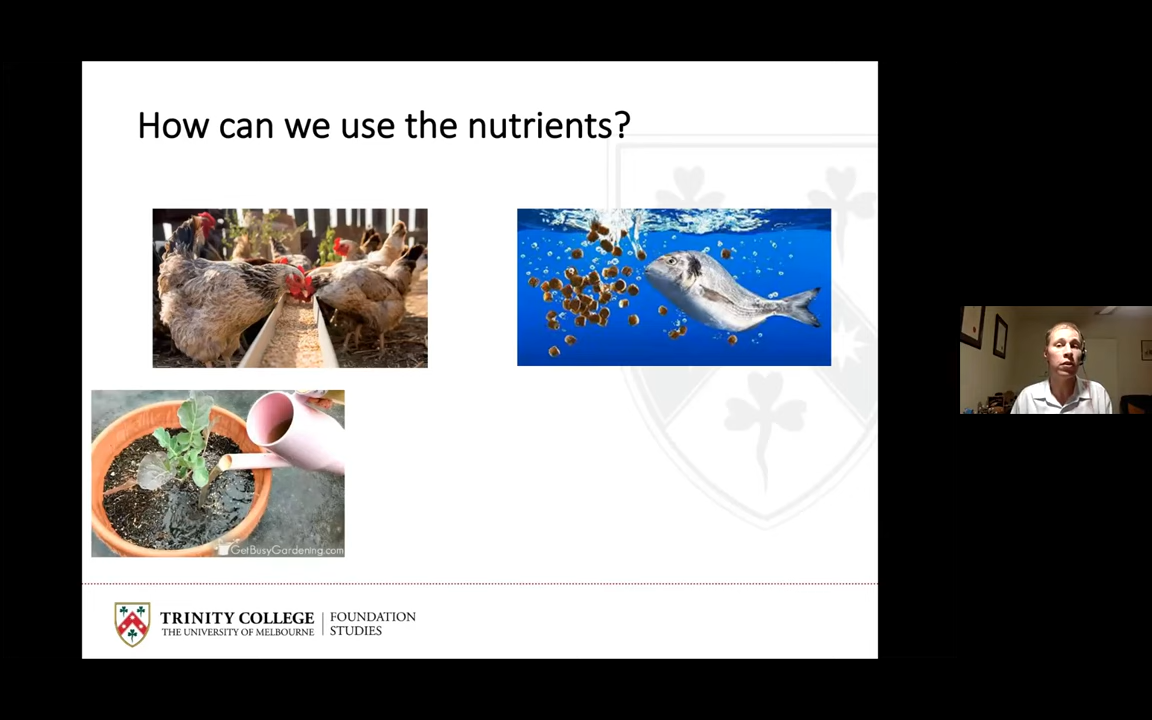 How can we use the nutrients?
GetBusyGardening.com
TRINITY COLLEGE
THE UNIVERSITY OF MELBOURNE
FOUNDATION
STUDIES